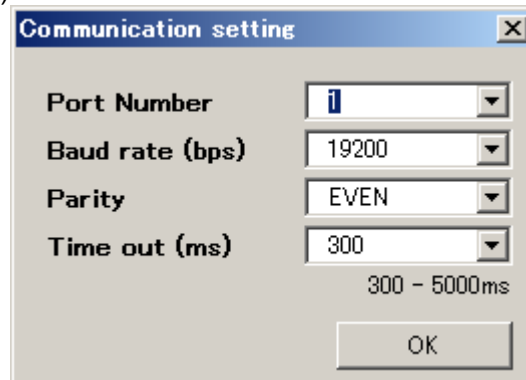 )
Communication setting
Port Number 1
Baud rate (bps) 19200
Parity EVEN
Time out (ms) 300
300 - 5000ms
OK